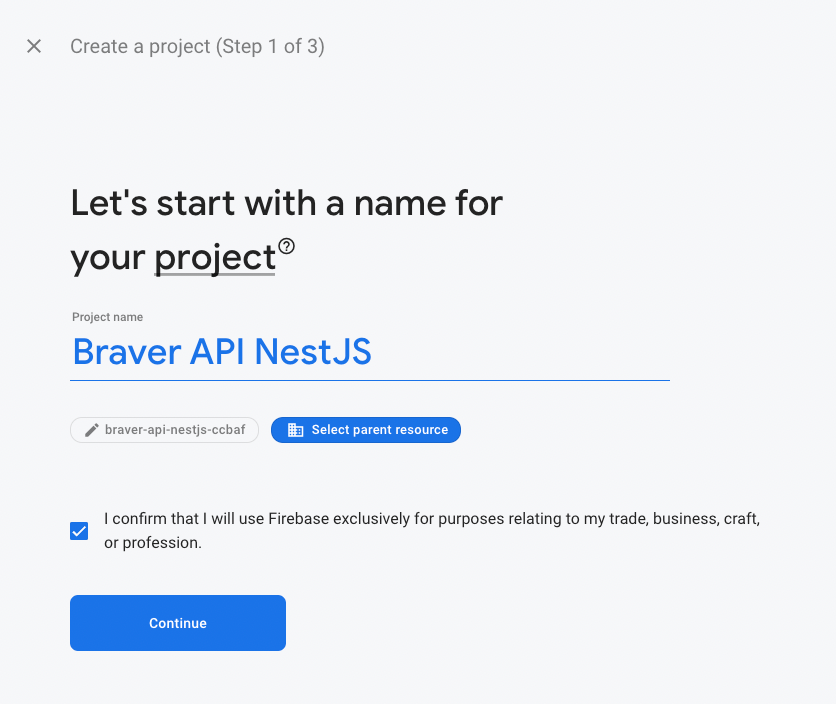 Create a project (Step 1 of 3)
Let's start with a name for
your project
Project name
Braver API NestJS
braver-api-nestjs-ccbaf
Select parent resource
I confirm that I will use Firebase exclusively for purposes relating to my trade, business, craft,
or profession.
Continue